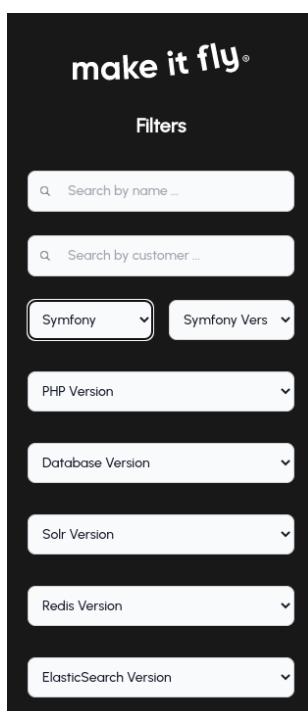 make it fly®
Filters
Search by name ...
Search by customer ...
Symfony Symfony Vers
PHP Version
Database Version
Solr Version
Redis Version
ElasticSearch Version